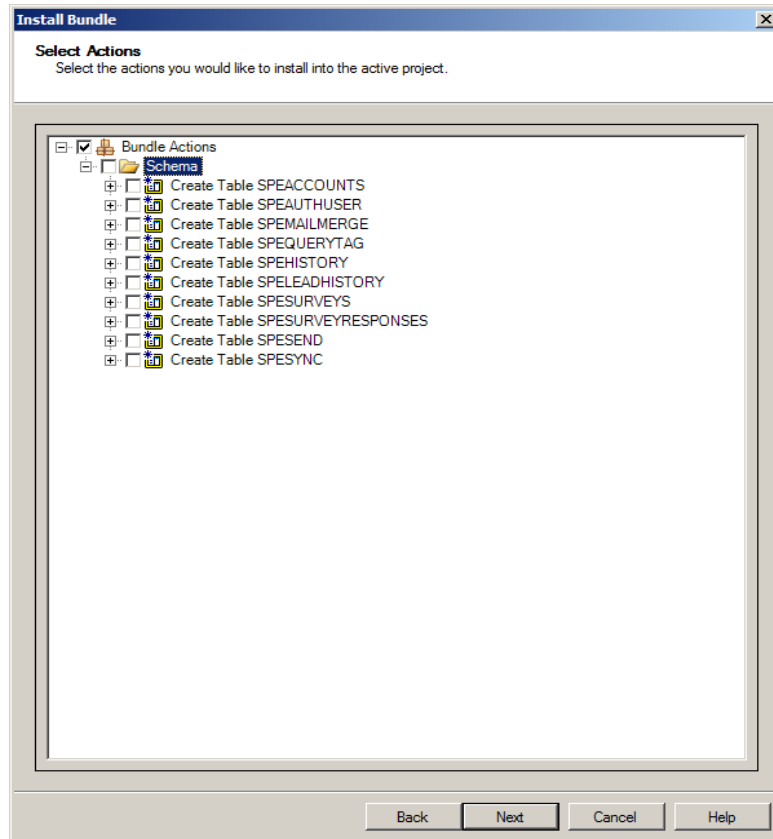 Install Bundle
Select Actions
Select the actions you would like to install into the active project.
Bundle Actions
Schema
Create Table SPEACCOUNTS
Create Table SPEAUTHUSER
Create Table SPEMAILMERGE
Create Table SPEQUERYTAG
Create Table SPEHISTORY
Create Table SPELEADHISTORY
Create Table SPESURVEYS
Create Table SPESURVEYRESPONSES
Create Table SPESEND
Create Table SPESYNC
Back Next Cancel Help